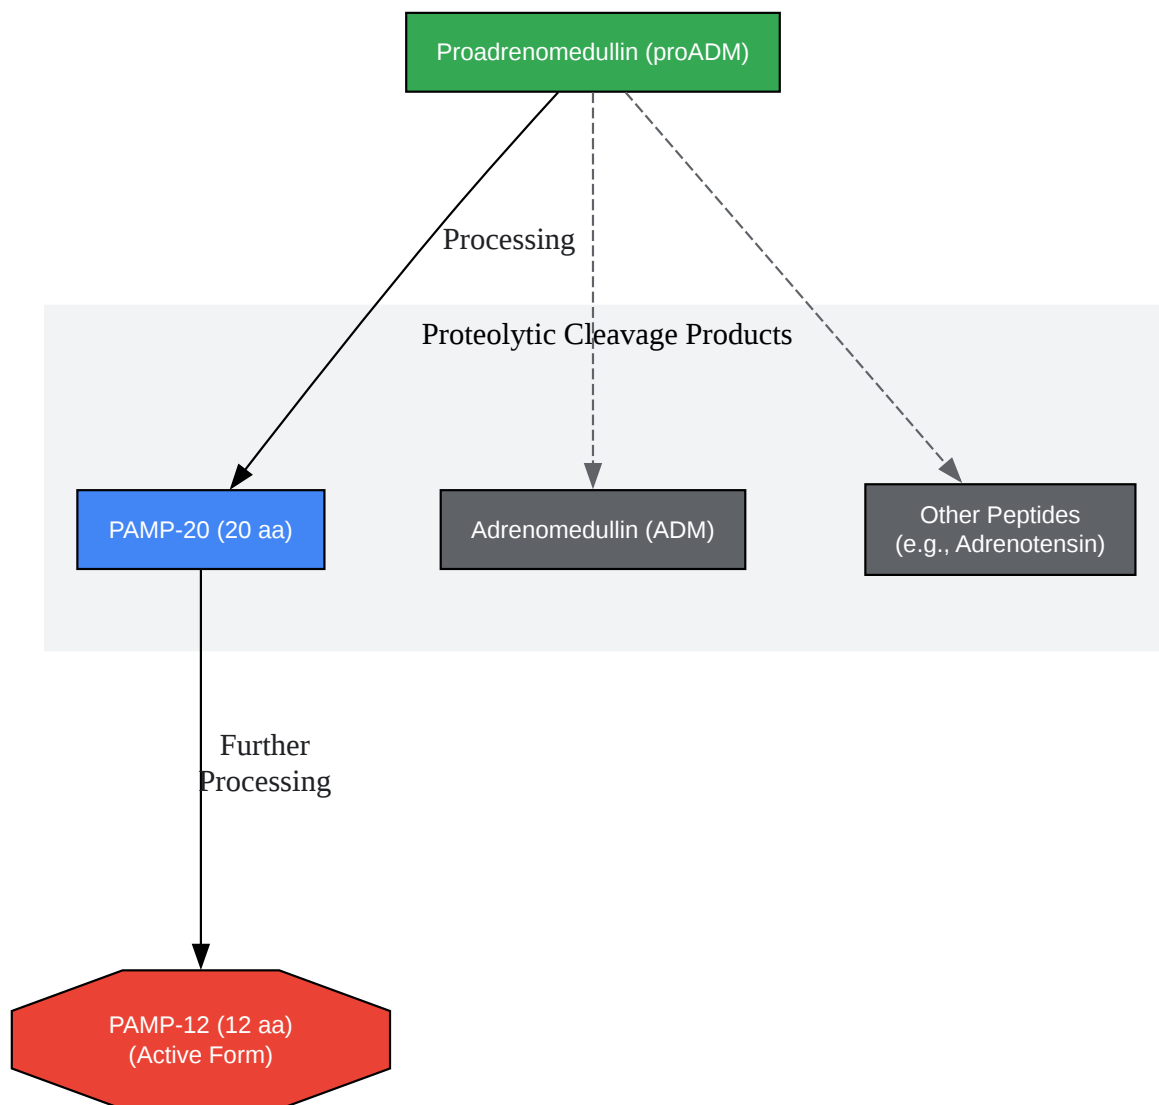 Proadrenomedullin (proADM)
Processing
Proteolytic Cleavage Products
PAMP-20 (20 aa)
Adrenomedullin (ADM)
Other Peptides
(e.g., Adrenotensin)
Further
Processing
PAMP-12 (12 aa)
(Active Form)